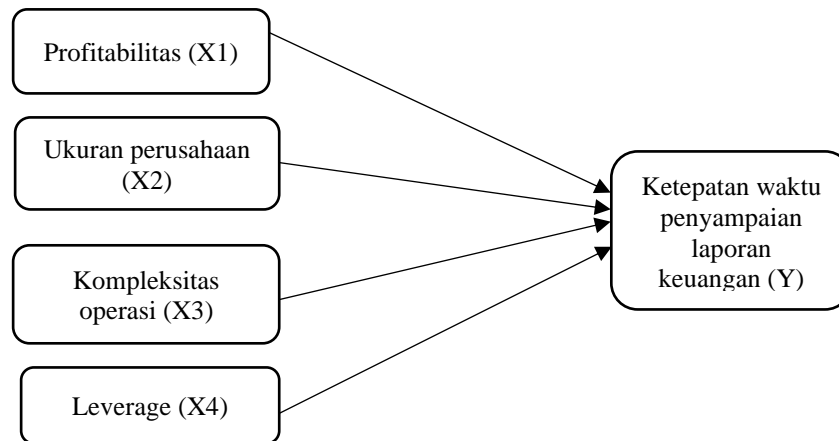 Profitabilitas (X1)
Ukuran perusahaan
(X2)
Kompleksitas
operasi (X3)
Leverage (X4)
Ketepatan waktu
penyampaian
laporan
keuangan (Y)